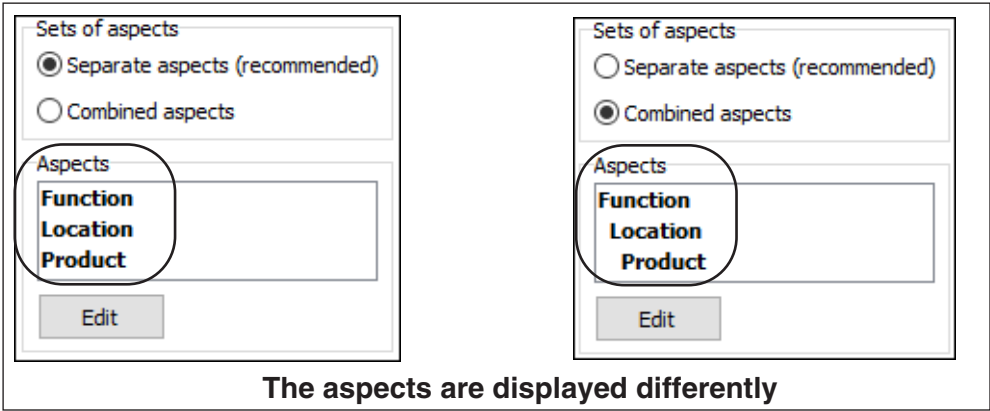 Sets of aspects
Separate aspects (recommended)
Combined aspects
Aspects
Function
Location
Product
Edit
Sets of aspects
Separate aspects (recommended)
Combined aspects
Aspects
Function
Location
Product
Edit
The aspects are displayed differently